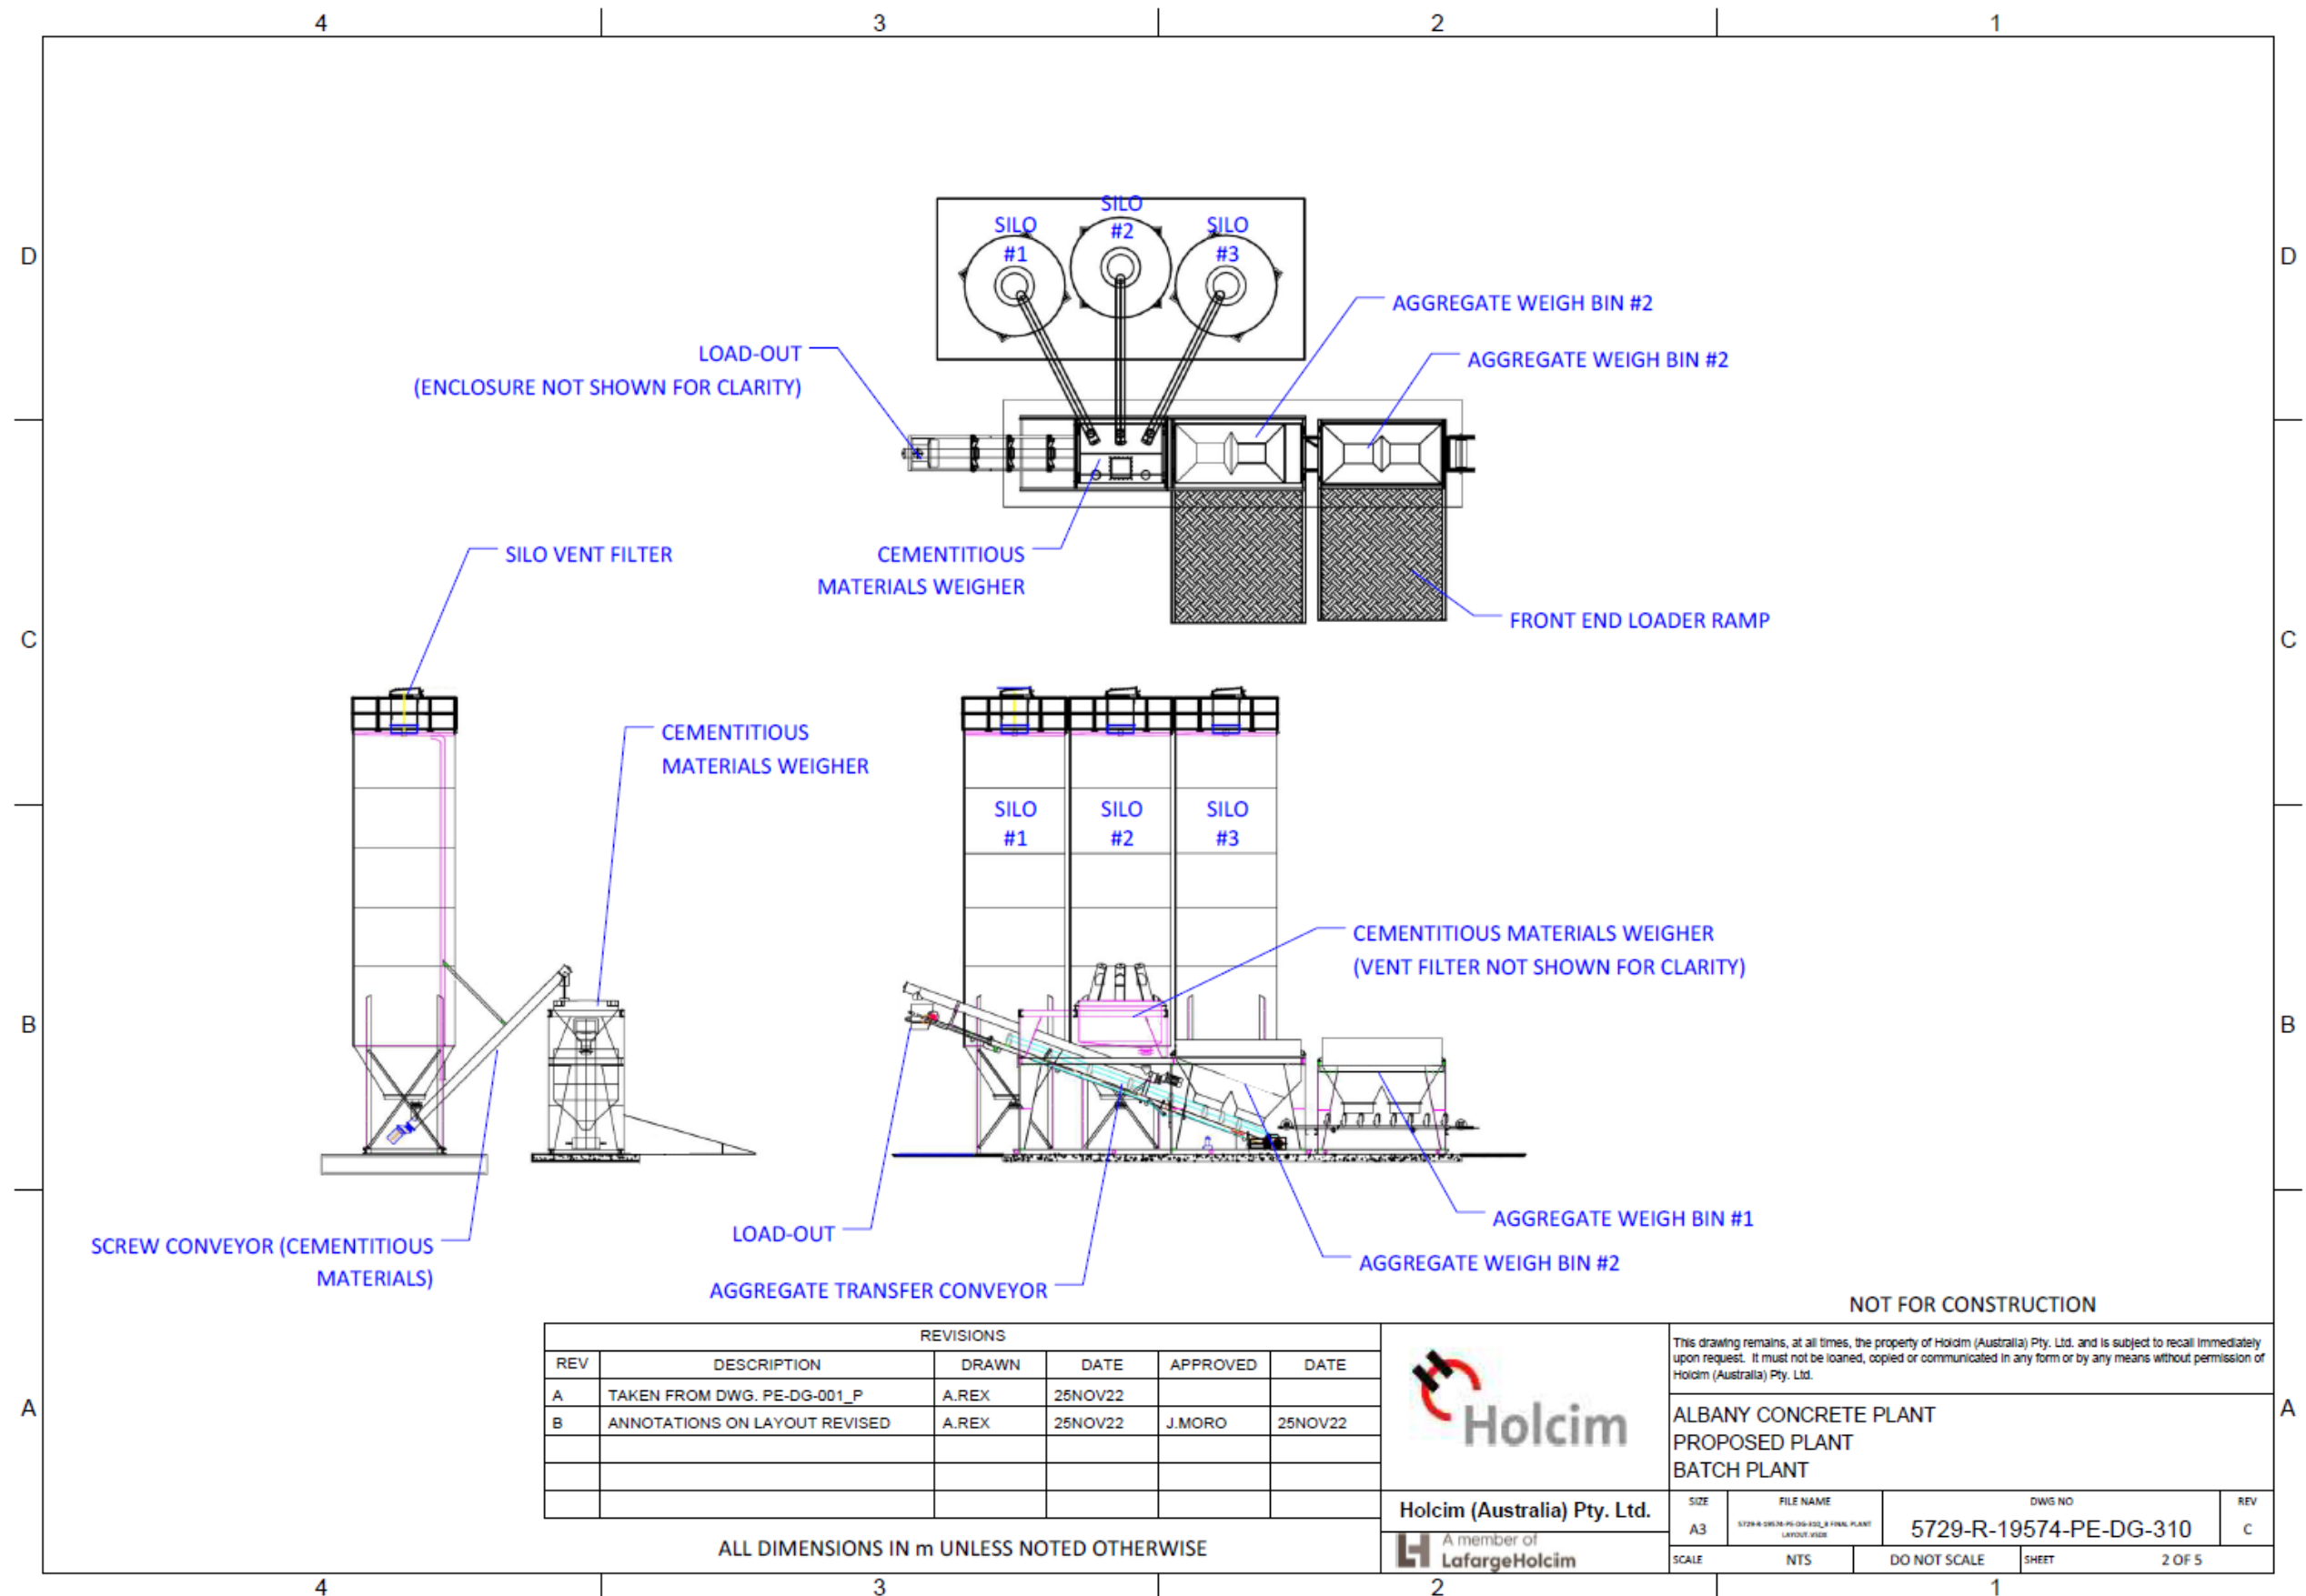 4 3 2 1
D D
C C
B B
A A
SILO
#1
SILO
#2
SILO
#3
AGGREGATE WEIGH BIN #2
AGGREGATE WEIGH BIN #2
LOAD-OUT
(ENCLOSURE NOT SHOWN FOR CLARITY)
CEMENTITIOUS
MATERIALS WEIGHER
FRONT END LOADER RAMP
SILO VENT FILTER
CEMENTITIOUS
MATERIALS WEIGHER
SILO
#1
SILO
#2
SILO
#3
CEMENTITIOUS MATERIALS WEIGHER
(VENT FILTER NOT SHOWN FOR CLARITY)
SCREW CONVEYOR (CEMENTITIOUS
MATERIALS)
LOAD-OUT
AGGREGATE TRANSFER CONVEYOR
AGGREGATE WEIGH BIN #1
AGGREGATE WEIGH BIN #2
NOT FOR CONSTRUCTION
REVISIONS
REV DESCRIPTION DRAWN DATE APPROVED DATE
A TAKEN FROM DWG. PE-DG-001_P A.REX 25NOV22
B ANNOTATIONS ON LAYOUT REVISED A.REX 25NOV22 J.MORO 25NOV22
ALL DIMENSIONS IN m UNLESS NOTED OTHERWISE
Holcim
Holcim (Australia) Pty. Ltd.
A member of
LafargeHolcim
This drawing remains, at all times, the property of Holcim (Australia) Pty. Ltd. and is subject to recall immediately
upon request. It must not be loaned, copied or communicated in any form or by any means without permission of
Holcim (Australia) Pty. Ltd.
ALBANY CONCRETE PLANT
PROPOSED PLANT
BATCH PLANT
SIZE FILE NAME DWG NO REV
A3 5729-R-19574-PE-DG-310_B FINAL PLANT
LAYOUT.VSDX
5729-R-19574-PE-DG-310 C
SCALE NTS DO NOT SCALE SHEET 2 OF 5
4 3 2 1